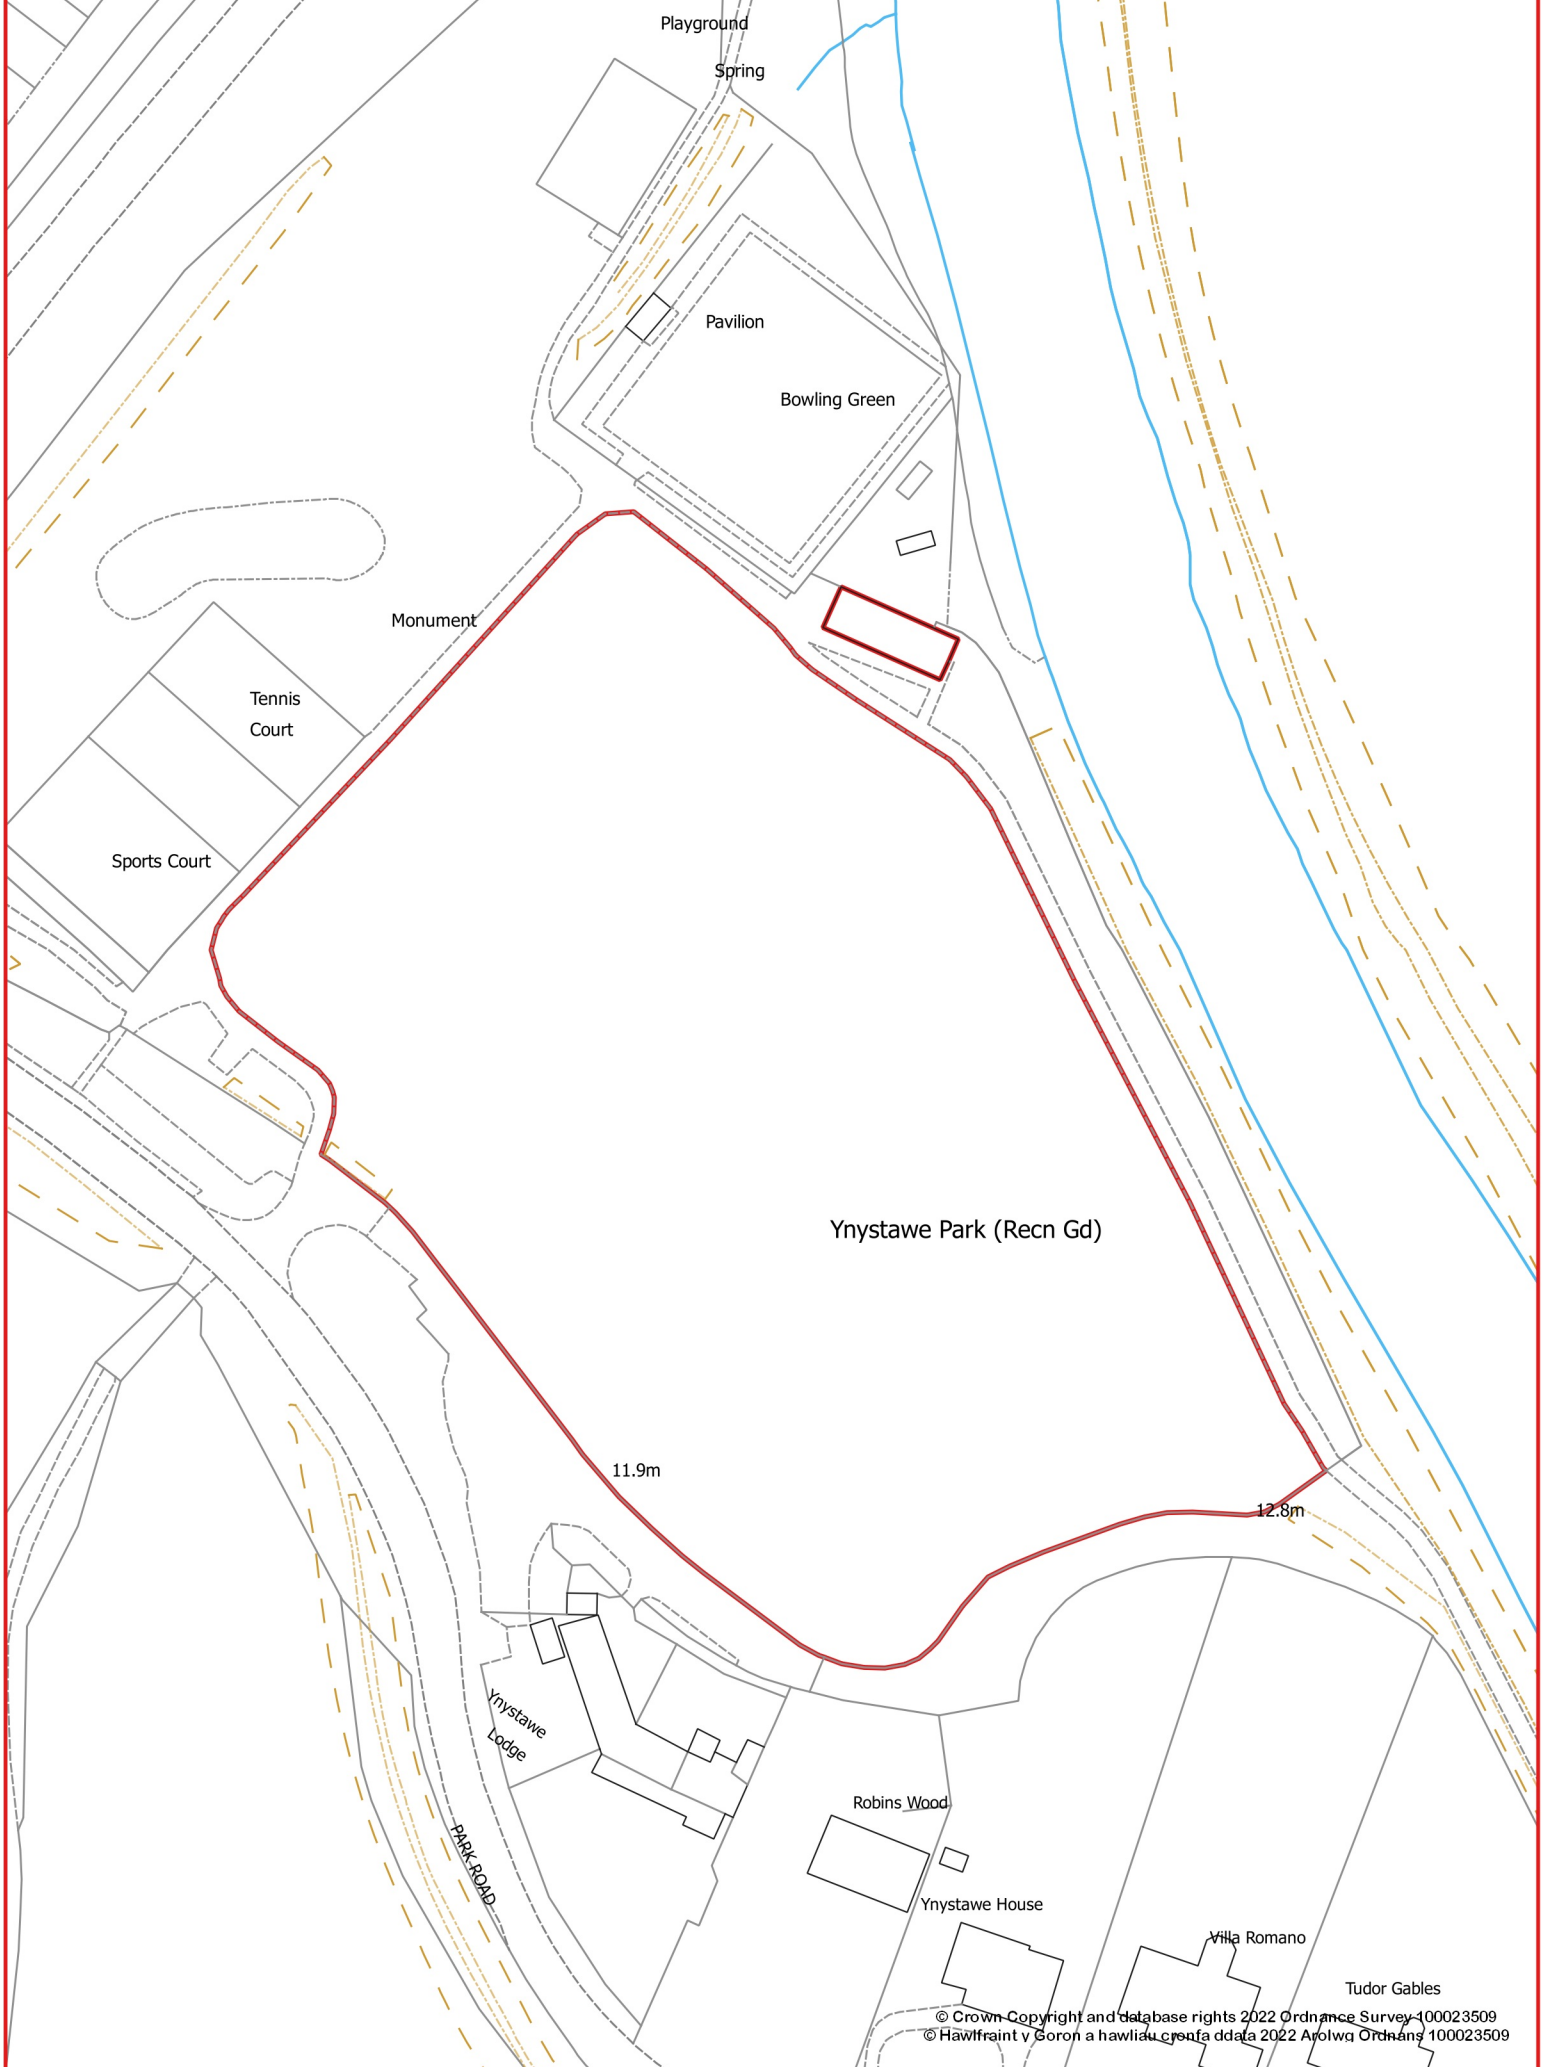 Playground
Spring
Pavilion
Bowling Green
Monument
Tennis
Court
Sports Court
Ynystawe Park (Recn Gd)
11.9m
12.8m
Ynystawe
Lodge
Robins Wood
PARK ROAD
Ynystawe House
Villa Romano
Tudor Gables
© Crown Copyright and database rights 2022 Ordnance Survey 100023509
© Hawlfraint y Goron a hawliau cronfa ddata 2022 Arolwg Ordnans 100023509